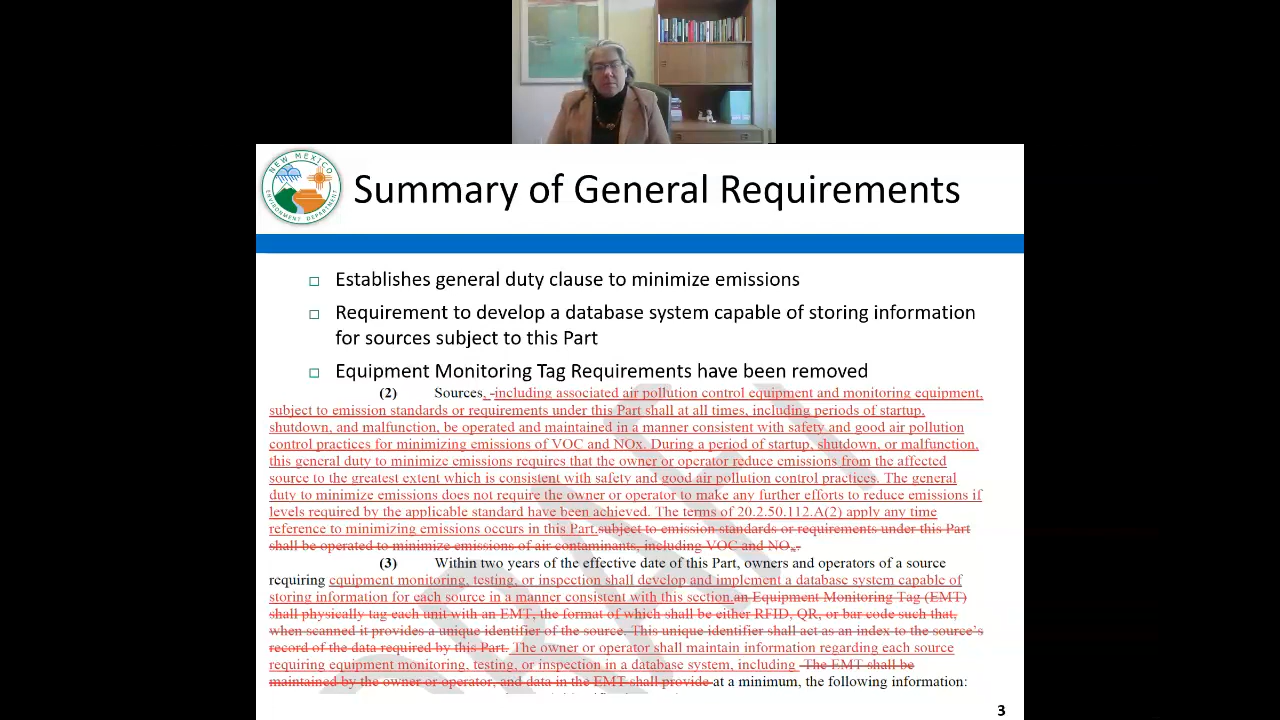 NEW MEXICO
ENVIRONMENT DEPARTMENT
Summary of General Requirements
Establishes general duty clause to minimize emissions
Requirement to develop a database system capable of storing information
for sources subject to this Part
Equipment Monitoring Tag Requirements have been removed
(2) Sources, -including associated air pollution control equipment and monitoring equipment,
subject to emission standards or requirements under this Part shall at all times, including periods of startup,
shutdown, and malfunction, be operated and maintained in a manner consistent with safety and good air pollution
control practices for minimizing emissions of VOC and NOx. During a period of startup, shutdown, or malfunction,
this general duty to minimize emissions requires that the owner or operator reduce emissions from the affected
source to the greatest extent which is consistent with safety and good air pollution control practices. The general
duty to minimize emissions does not require the owner or operator to make any further efforts to reduce emissions if
levels required by the applicable standard have been achieved. The terms of 20.2.50.112.A(2) apply any time
reference to minimizing emissions occurs in this Part.subject to emission standards or requirements under this Part
shall be operated to minimize emissions of air contaminants, including VOC and NOx.
(3) Within two years of the effective date of this Part, owners and operators of a source
requiring equipment monitoring, testing, or inspection shall develop and implement a database system capable of
storing information for each source in a manner consistent with this section.an Equipment Monitoring Tag (EMT)
shall physically tag each unit with an EMT, the format of which shall be either RFID, QR, or bar code such that,
when scanned it provides a unique identifier of the source. This unique identifier shall act as an index to the source's
record of the data required by this Part. The owner or operator shall maintain information regarding each source
requiring equipment monitoring, testing, or inspection in a database system, including The EMT shall be
maintained by the owner or operator, and data in the EMT shall provide at a minimum, the following information:
3